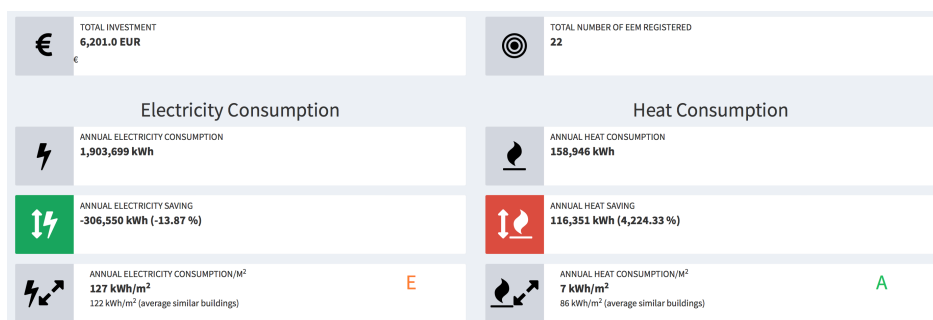 TOTAL INVESTMENT
6,201.0 EUR
€
TOTAL NUMBER OF EEM REGISTERED
22
Electricity Consumption
Heat Consumption
ANNUAL ELECTRICITY CONSUMPTION
1,903,699 kWh
ANNUAL HEAT CONSUMPTION
158,946 kWh
ANNUAL ELECTRICITY SAVING
-306,550 kWh (-13.87 %)
ANNUAL HEAT SAVING
116,351 kWh (4,224.33 %)
ANNUAL ELECTRICITY CONSUMPTION/M²
127 kWh/m²
122 kWh/m² (average similar buildings)
E
ANNUAL HEAT CONSUMPTION/M²
7 kWh/m²
86 kWh/m² (average similar buildings)
A